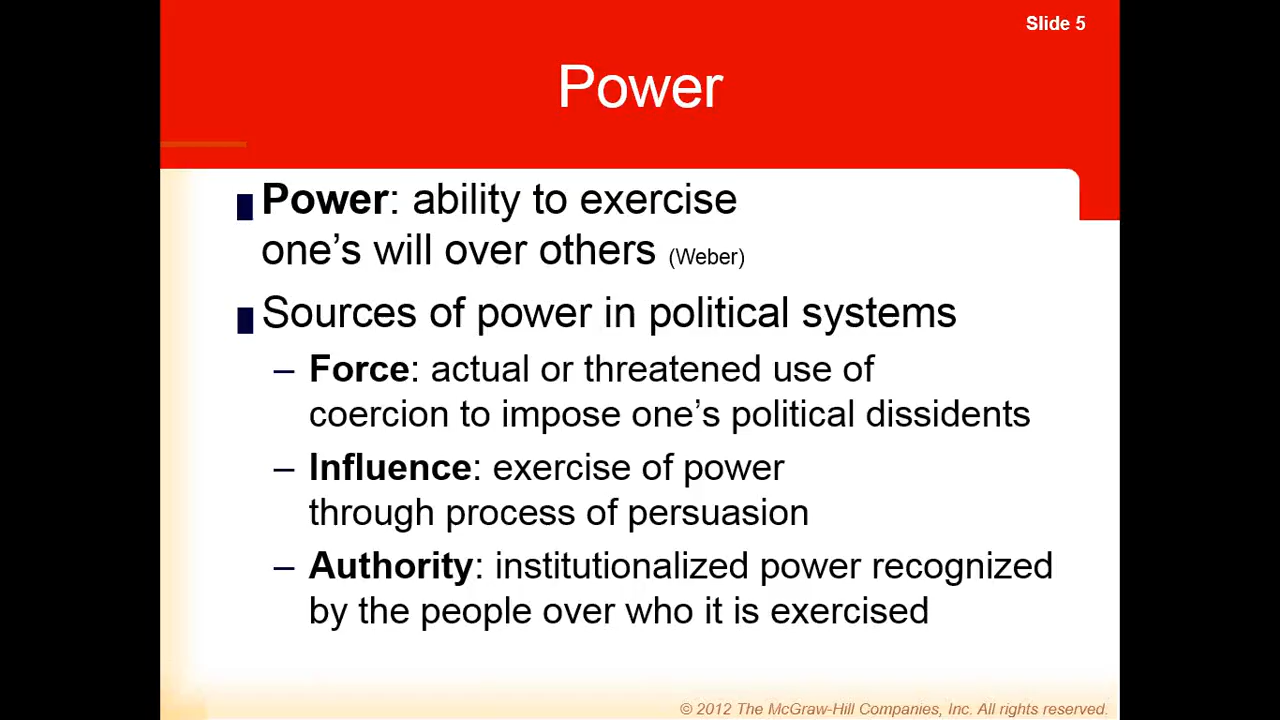 Slide 5
Power
Power: ability to exercise
one’s will over others (Weber)
Sources of power in political systems
– Force: actual or threatened use of
coercion to impose one’s political dissidents
– Influence: exercise of power
through process of persuasion
– Authority: institutionalized power recognized
by the people over who it is exercised
© 2012 The McGraw-Hill Companies, Inc. All rights reserved.